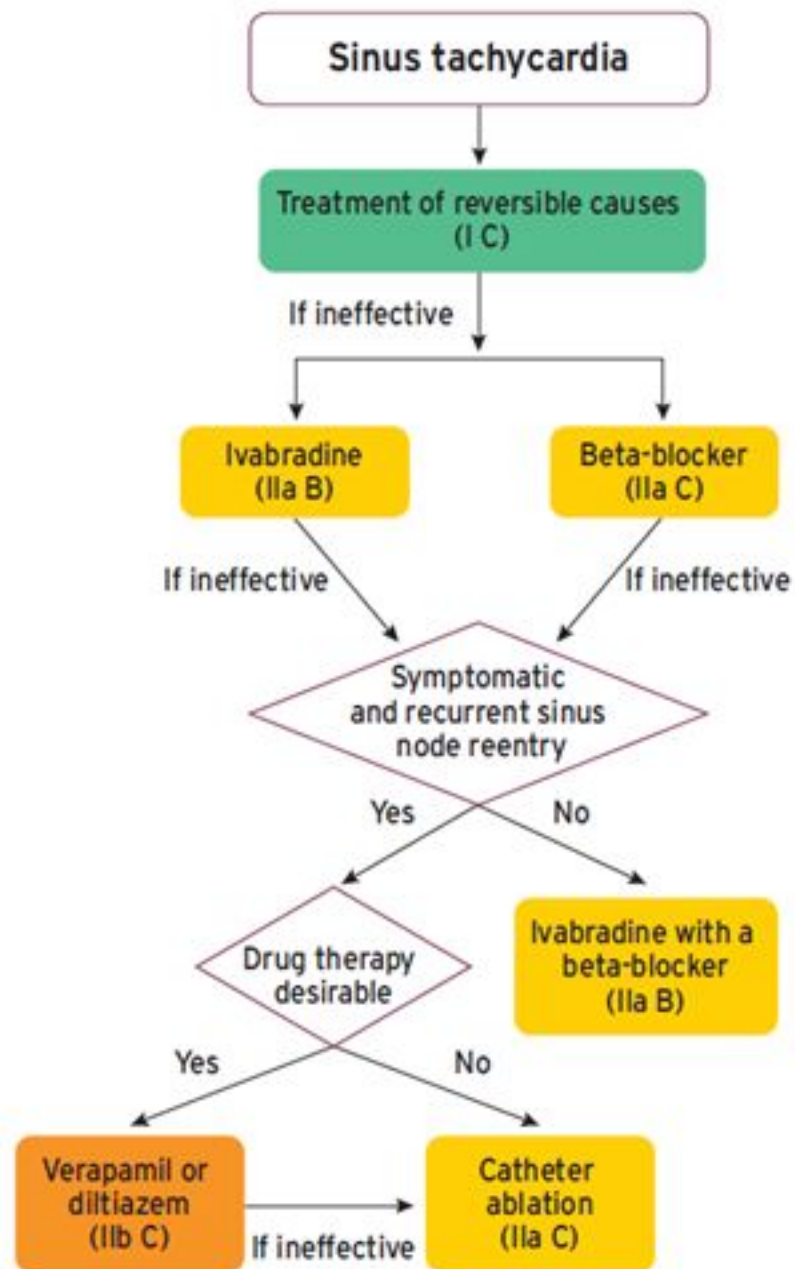 Sinus tachycardia
Treatment of reversible causes
(I C)
If ineffective
Ivabradine
(IIa B)
Beta-blocker
(IIa C)
If ineffective
If ineffective
Symptomatic
and recurrent sinus
node reentry
Yes
No
Drug therapy
desirable
Ivabradine with a
beta-blocker
(IIa B)
Yes
No
Verapamil or
diltiazem
(IIb C)
If ineffective
Catheter
ablation
(IIa C)